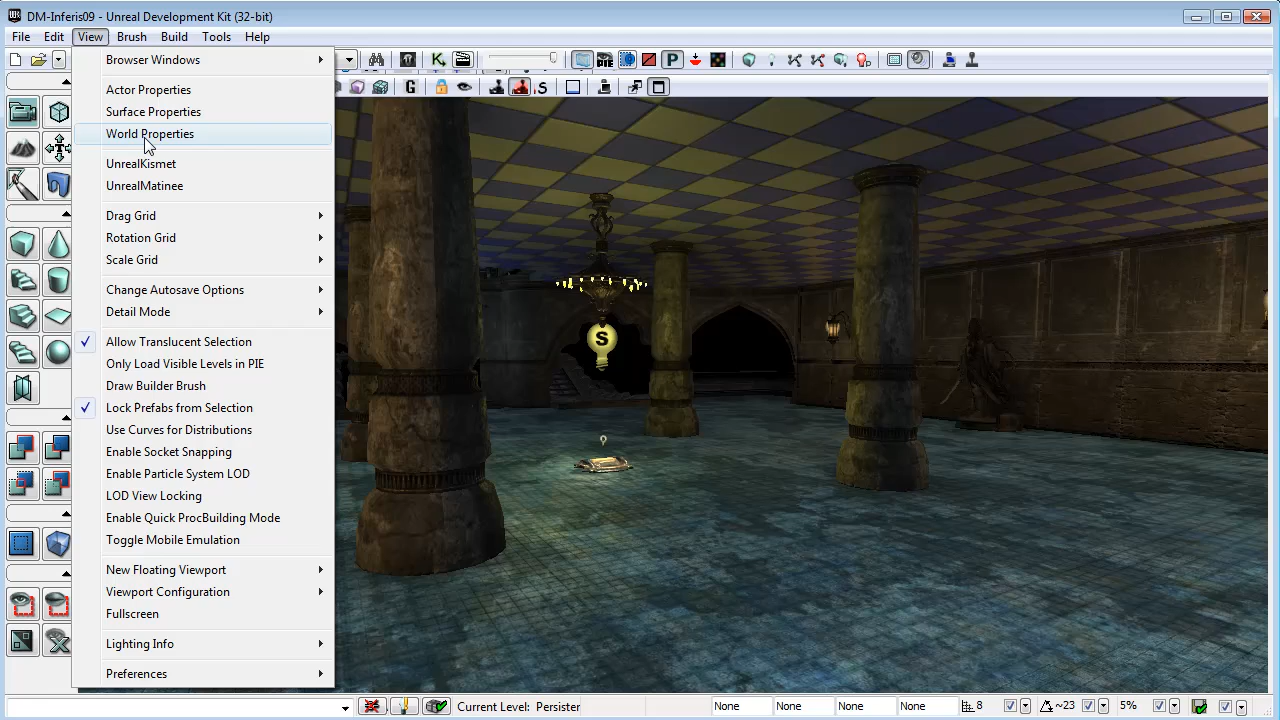 DM-Inferis09 - Unreal Development Kit (32-bit)
File Edit View Brush Build Tools Help
Browser Windows
Actor Properties
Surface Properties
World Properties
UnrealKismet
UnrealMatinee
Drag Grid
Rotation Grid
Scale Grid
Change Autosave Options
Detail Mode
Allow Translucent Selection
Only Load Visible Levels in PIE
Draw Builder Brush
Lock Prefabs from Selection
Use Curves for Distributions
Enable Socket Snapping
Enable Particle System LOD
LOD View Locking
Enable Quick ProcBuilding Mode
Toggle Mobile Emulation
New Floating Viewport
Viewport Configuration
Fullscreen
Lighting Info
Preferences
K P
G S
S
Current Level: Persister None None None None 8 ~23 5%